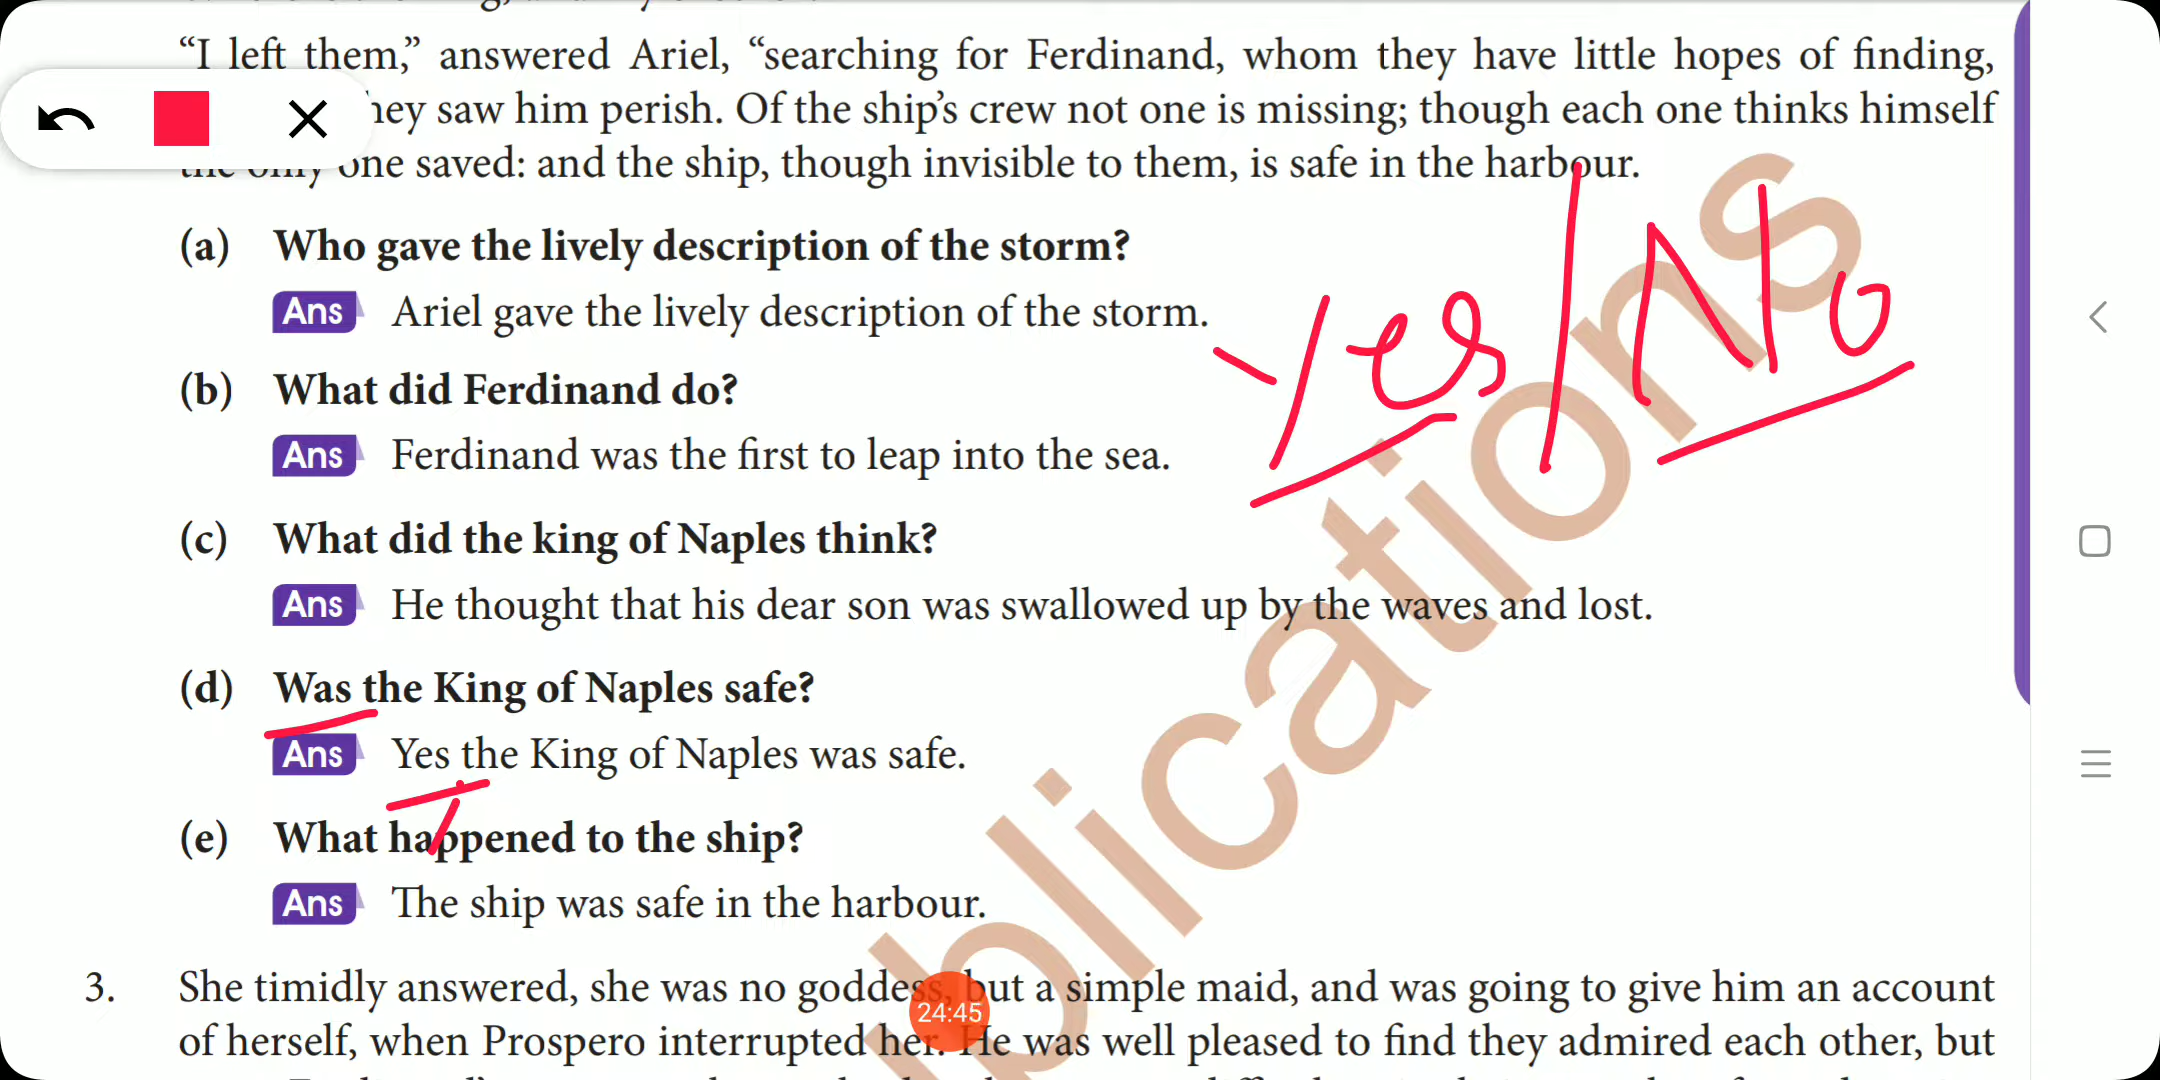 “I left them,” answered Ariel, “searching for Ferdinand, whom they have little hopes of finding,
hey saw him perish. Of the ship’s crew not one is missing; though each one thinks himself
the only one saved: and the ship, though invisible to them, is safe in the harbour.
(a) Who gave the lively description of the storm?
Ans Ariel gave the lively description of the storm.
Yes/No
(b) What did Ferdinand do?
Ans Ferdinand was the first to leap into the sea.
(c) What did the king of Naples think?
Ans He thought that his dear son was swallowed up by the waves and lost.
(d) Was the King of Naples safe?
Ans Yes the King of Naples was safe.
(e) What happened to the ship?
Ans The ship was safe in the harbour.
3. She timidly answered, she was no goddess, but a simple maid, and was going to give him an account
24:45
of herself, when Prospero interrupted her. He was well pleased to find they admired each other, but
blications